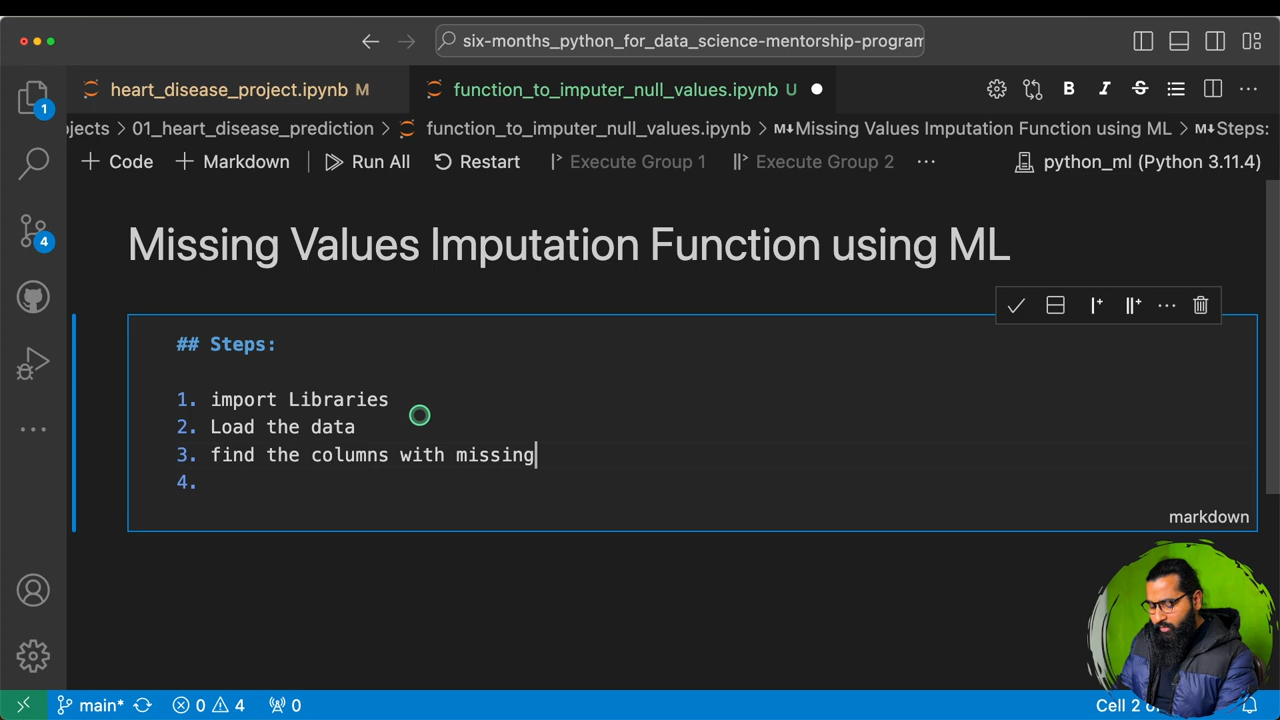 six-months_python_for_data_science-mentorship-program
heart_disease_project.ipynb M
function_to_imputer_null_values.ipynb U
ojects > 01_heart_disease_prediction > function_to_imputer_null_values.ipynb > M↓Missing Values Imputation Function using ML > M↓Steps:
+ Code + Markdown | Run All Restart Execute Group 1 Execute Group 2 ... python_ml (Python 3.11.4)
1
4
Missing Values Imputation Function using ML
## Steps:
1. import Libraries
2. Load the data
3. find the columns with missing
4.
markdown
main* 0 4 0 Cell 2